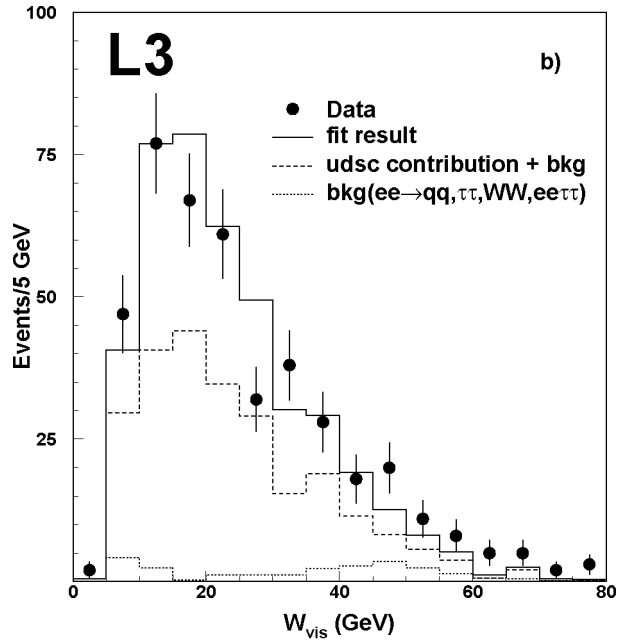 L3
b)
Data
fit result
udsc contribution + bkg
bkg(ee→qq,ττ,WW,eeττ)
Events/5 GeV
100
75
50
25
0 20 40 60 80
W_vis (GeV)